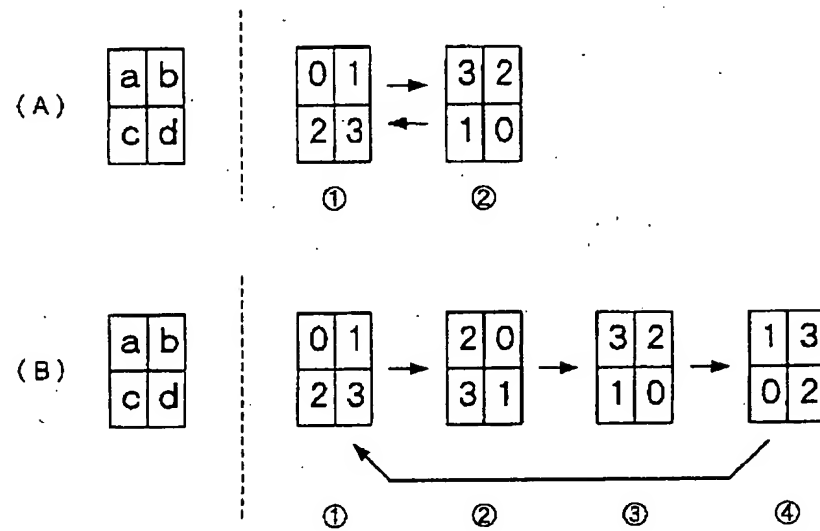 (A)
a b 0 1 3 2
c d 2 3 1 0
① ②
(B)
a b 0 1 2 0 3 2 1 3
c d 2 3 3 1 1 0 0 2
① ② ③ ④